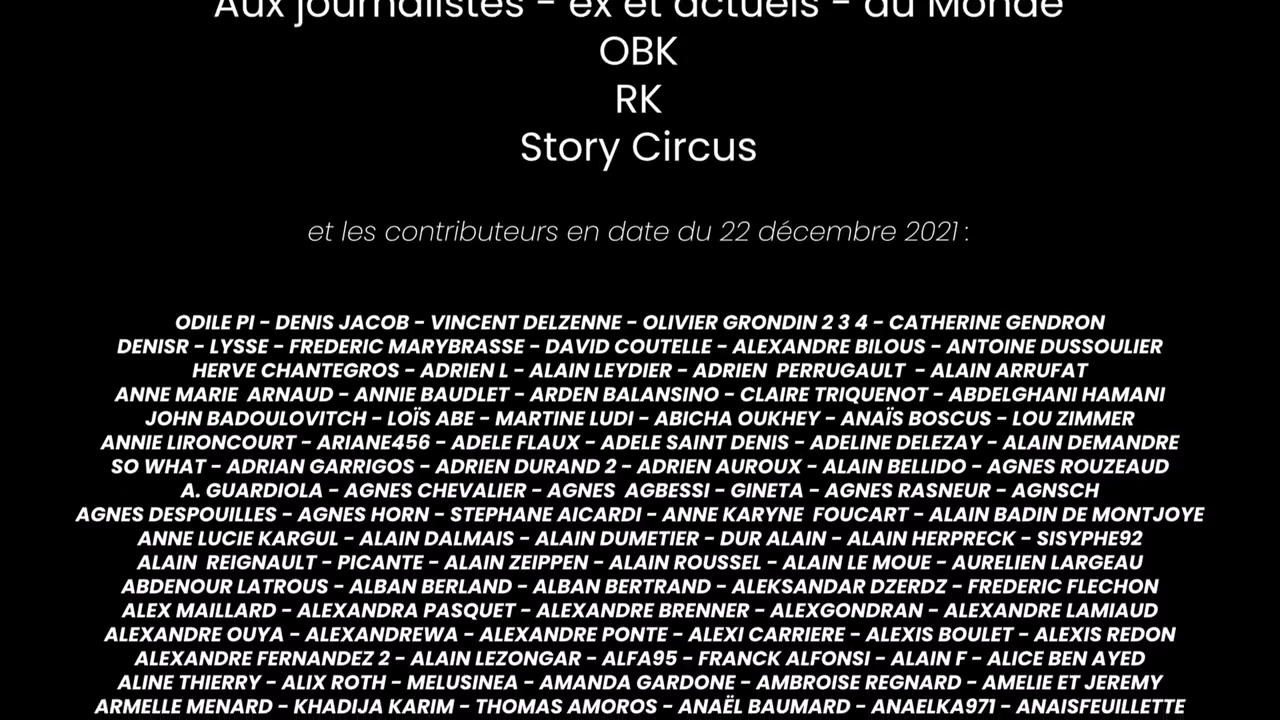 Aux journalistes - ex et actuels - du Monde
OBK
RK
Story Circus
et les contributeurs en date du 22 décembre 2021 :
ODILE PI - DENIS JACOB - VINCENT DELZENNE - OLIVIER GRONDIN 2 3 4 - CATHERINE GENDRON
DENISR - LYSSE - FREDERIC MARYBRASSE - DAVID COUTELLE - ALEXANDRE BILOUS - ANTOINE DUSSOULIER
HERVE CHANTEGROS - ADRIEN L - ALAIN LEYDIER - ADRIEN PERRUGAULT - ALAIN ARRUFAT
ANNE MARIE ARNAUD - ANNIE BAUDLET - ARDEN BALANSINO - CLAIRE TRIQUENOT - ABDELGHANI HAMANI
JOHN BADOULOVITCH - LOÏS ABE - MARTINE LUDI - ABICHA OUKHEY - ANAÏS BOSCUS - LOU ZIMMER
ANNIE LIRONCOURT - ARIANE456 - ADELE FLAUX - ADELE SAINT DENIS - ADELINE DELEZAY - ALAIN DEMANDRE
SO WHAT - ADRIAN GARRIGOS - ADRIEN DURAND 2 - ADRIEN AUROUX - ALAIN BELLIDO - AGNES ROUZEAUD
A. GUARDIOLA - AGNES CHEVALIER - AGNES AGBESSI - GINETA - AGNES RASNEUR - AGNSCH
AGNES DESPOUILLES - AGNES HORN - STEPHANE AICARDI - ANNE KARYNE FOUCART - ALAIN BADIN DE MONTJOYE
ANNE LUCIE KARGUL - ALAIN DALMAIS - ALAIN DUMETIER - DUR ALAIN - ALAIN HERPRECK - SISYPHE92
ALAIN REIGNAULT - PICANTE - ALAIN ZEIPPEN - ALAIN ROUSSEL - ALAIN LE MOUE - AURELIEN LARGEAU
ABDENOUR LATROUS - ALBAN BERLAND - ALBAN BERTRAND - ALEKSANDAR DZERDZ - FREDERIC FLECHON
ALEX MAILLARD - ALEXANDRA PASQUET - ALEXANDRE BRENNER - ALEXGONDRAN - ALEXANDRE LAMIAUD
ALEXANDRE OUYA - ALEXANDREWA - ALEXANDRE PONTE - ALEXI CARRIERE - ALEXIS BOULET - ALEXIS REDON
ALEXANDRE FERNANDEZ 2 - ALAIN LEZONGAR - ALFA95 - FRANCK ALFONSI - ALAIN F - ALICE BEN AYED
ALINE THIERRY - ALIX ROTH - MELUSINEA - AMANDA GARDONE - AMBROISE REGNARD - AMELIE ET JEREMY
ARMELLE MENARD - KHADIJA KARIM - THOMAS AMOROS - ANAËL BAUMARD - ANAELKA971 - ANAISFEUILLETTE